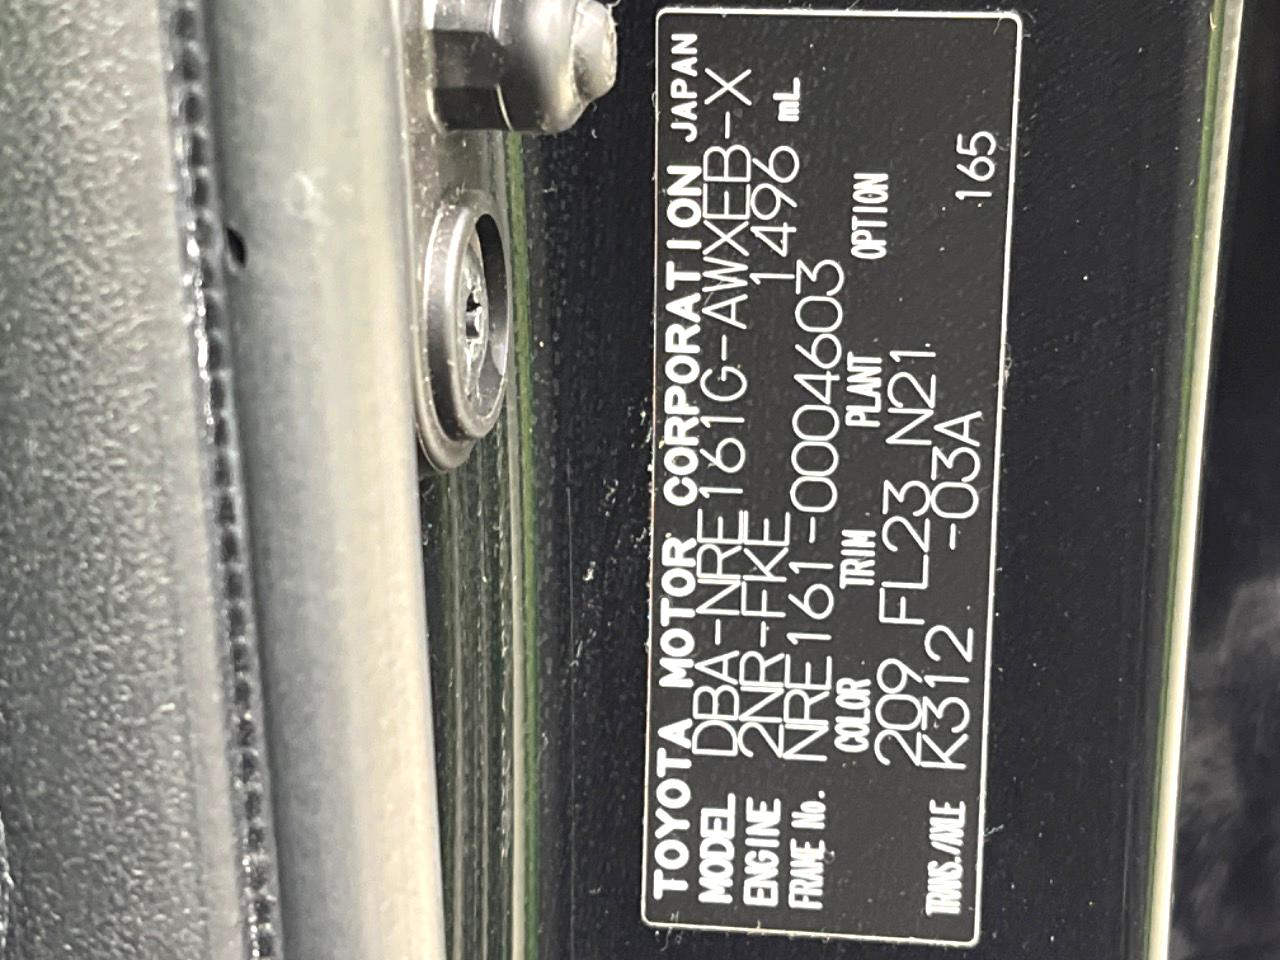 TOYOTA MOTOR CORPORATION JAPAN
MODEL DBA-NRE161G-AWXEB-X
ENGINE 2NR-FKE 1496 mL
FRAME No. NRE161-0004603
COLOR TRIM PLANT OPTION
209 FL23 N21
TRANS./AXLE K312 -03A 165